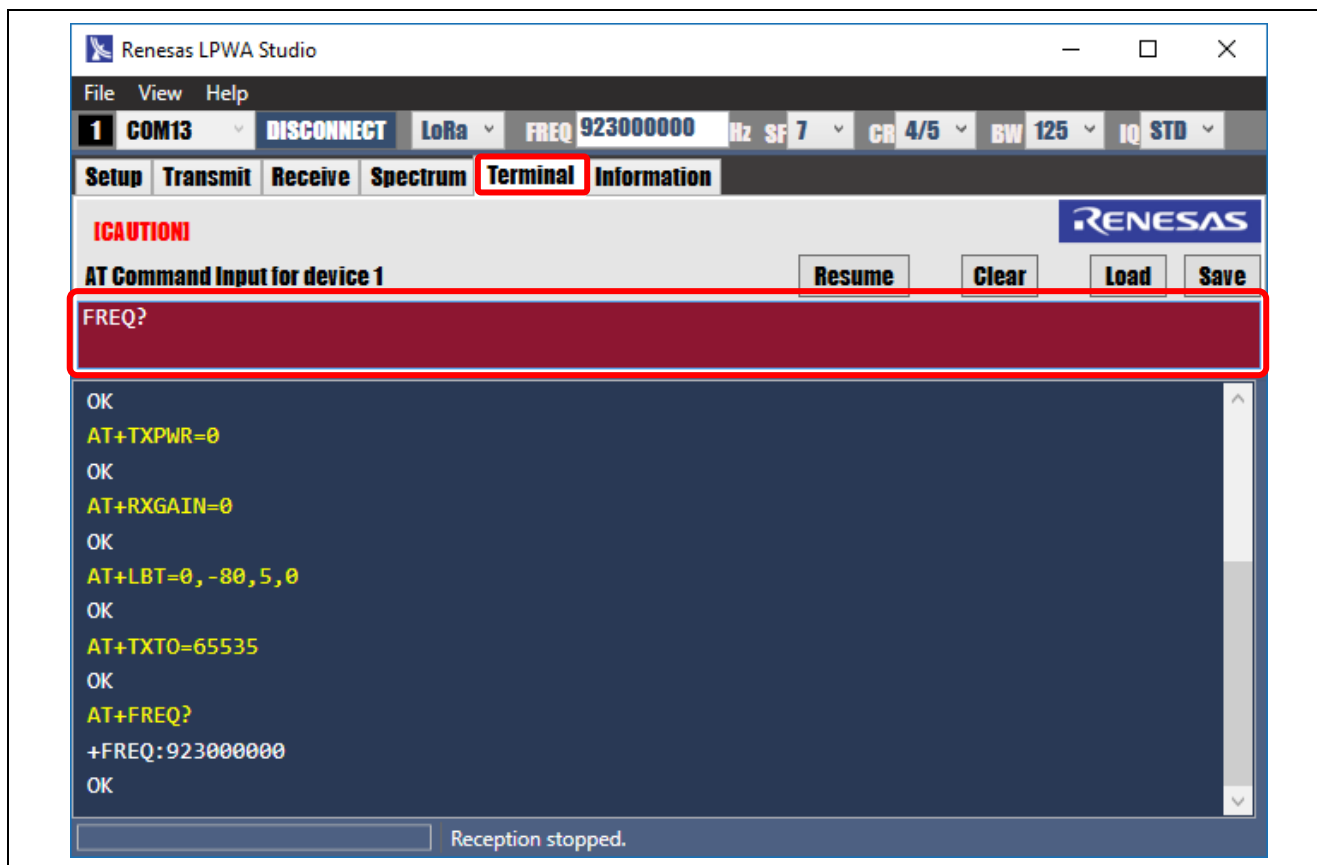 Renesas LPWA Studio
File View Help
1 COM13 DISCONNECT LoRa FREQ 923000000 Hz SF 7 CR 4/5 BW 125 IQ STD
Setup Transmit Receive Spectrum Terminal Information
[CAUTION] RENESAS
AT Command Input for device 1 Resume Clear Load Save
FREQ?
OK
AT+TXPWR=0
OK
AT+RXGAIN=0
OK
AT+LBT=0,-80,5,0
OK
AT+TXTO=65535
OK
AT+FREQ?
+FREQ:923000000
OK
Reception stopped.